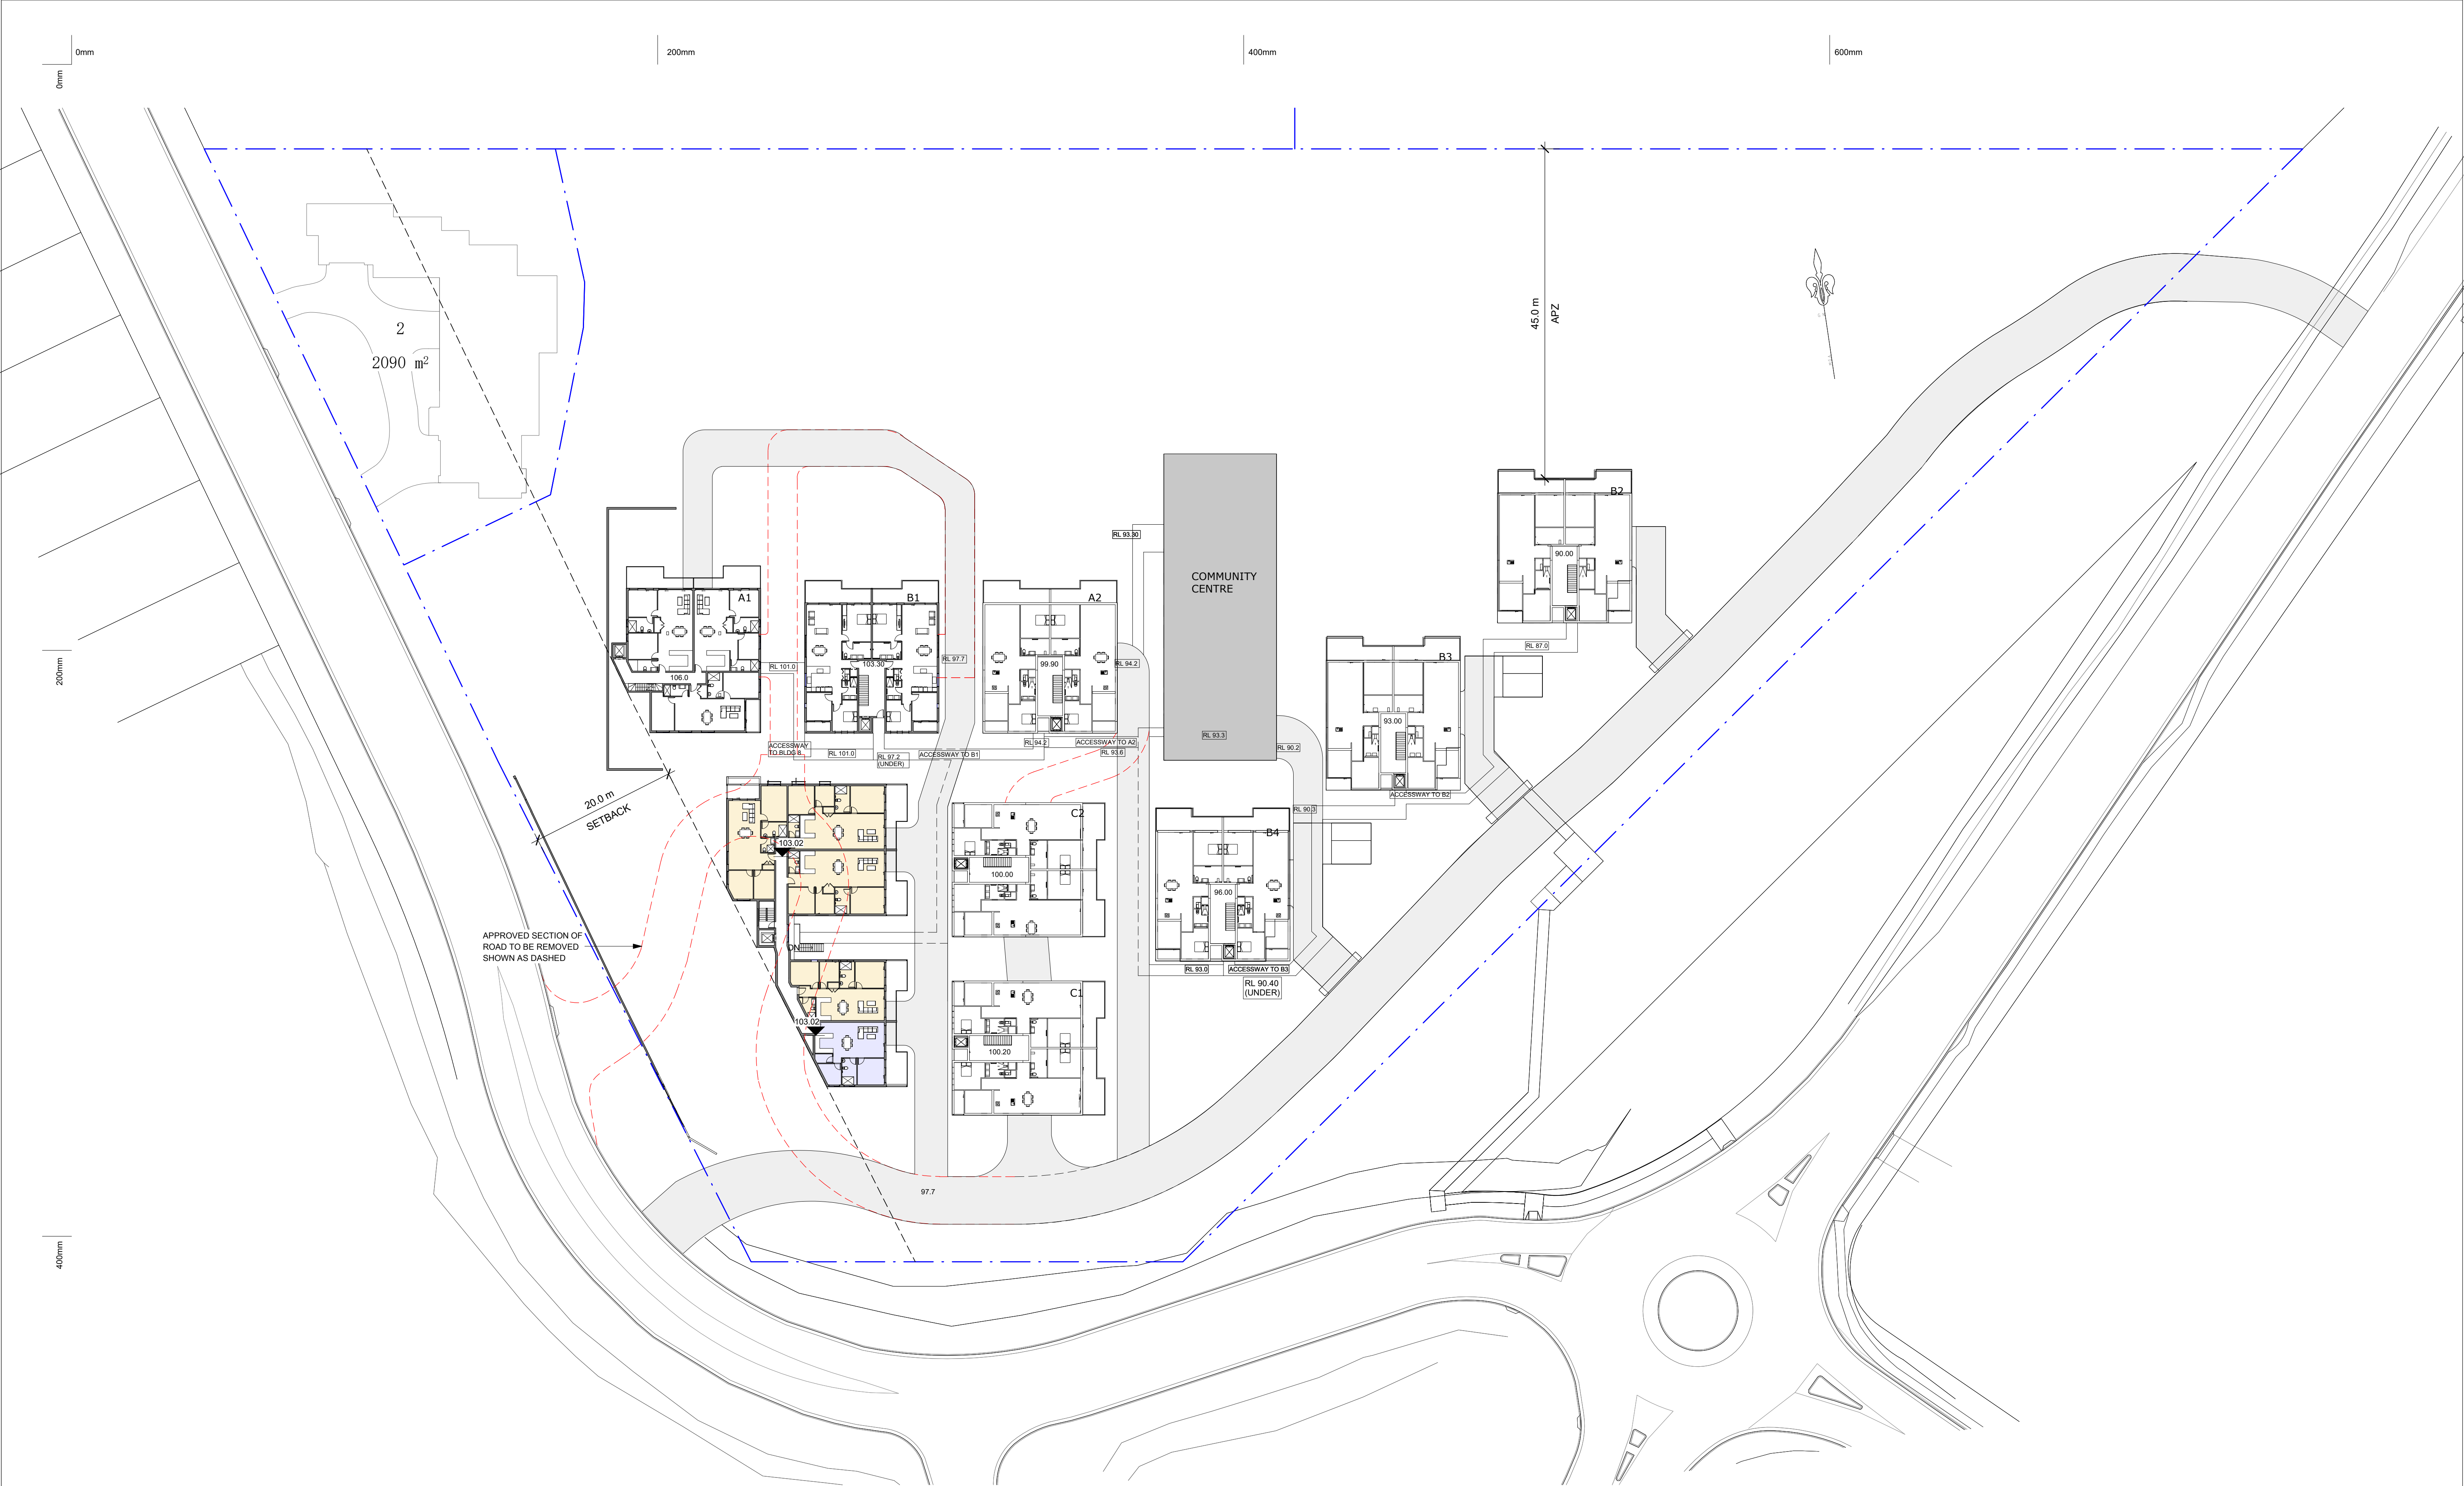 0mm
200mm
400mm
600mm
0mm
200mm
400mm
2
2090 m²
45.0 m
APZ
COMMUNITY
CENTRE
RL 93.30
B2
90.00
RL 87.0
A1
106.0
B1
103.30
A2
99.90
RL 101.0
RL 97.7
RL 94.2
B3
93.00
ACCESSWAY
TO BLDG 8
RL 101.0
RL 97.2
(UNDER)
ACCESSWAY TO B1
RL 94.2
ACCESSWAY TO A2
RL 93.6
RL 93.3
RL 90.2
ACCESSWAY TO B2
20.0 m
SETBACK
103.02
C2
100.00
RL 90.3
B4
96.00
APPROVED SECTION OF
ROAD TO BE REMOVED
SHOWN AS DASHED
DN
RL 93.0
ACCESSWAY TO B3
RL 90.40
(UNDER)
103.02
C1
100.20
97.7